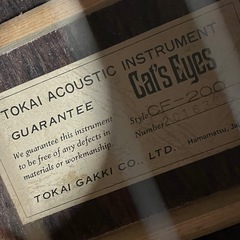 TOKAI ACOUSTIC INSTRUMENT
Cat's Eyes
GUARANTEE
We guarantee this instrument
to be free of any defects in
materials or workmanship.
Style CE-200
Number
TOKAI GAKKI CO., LTD.
Hamamatsu,